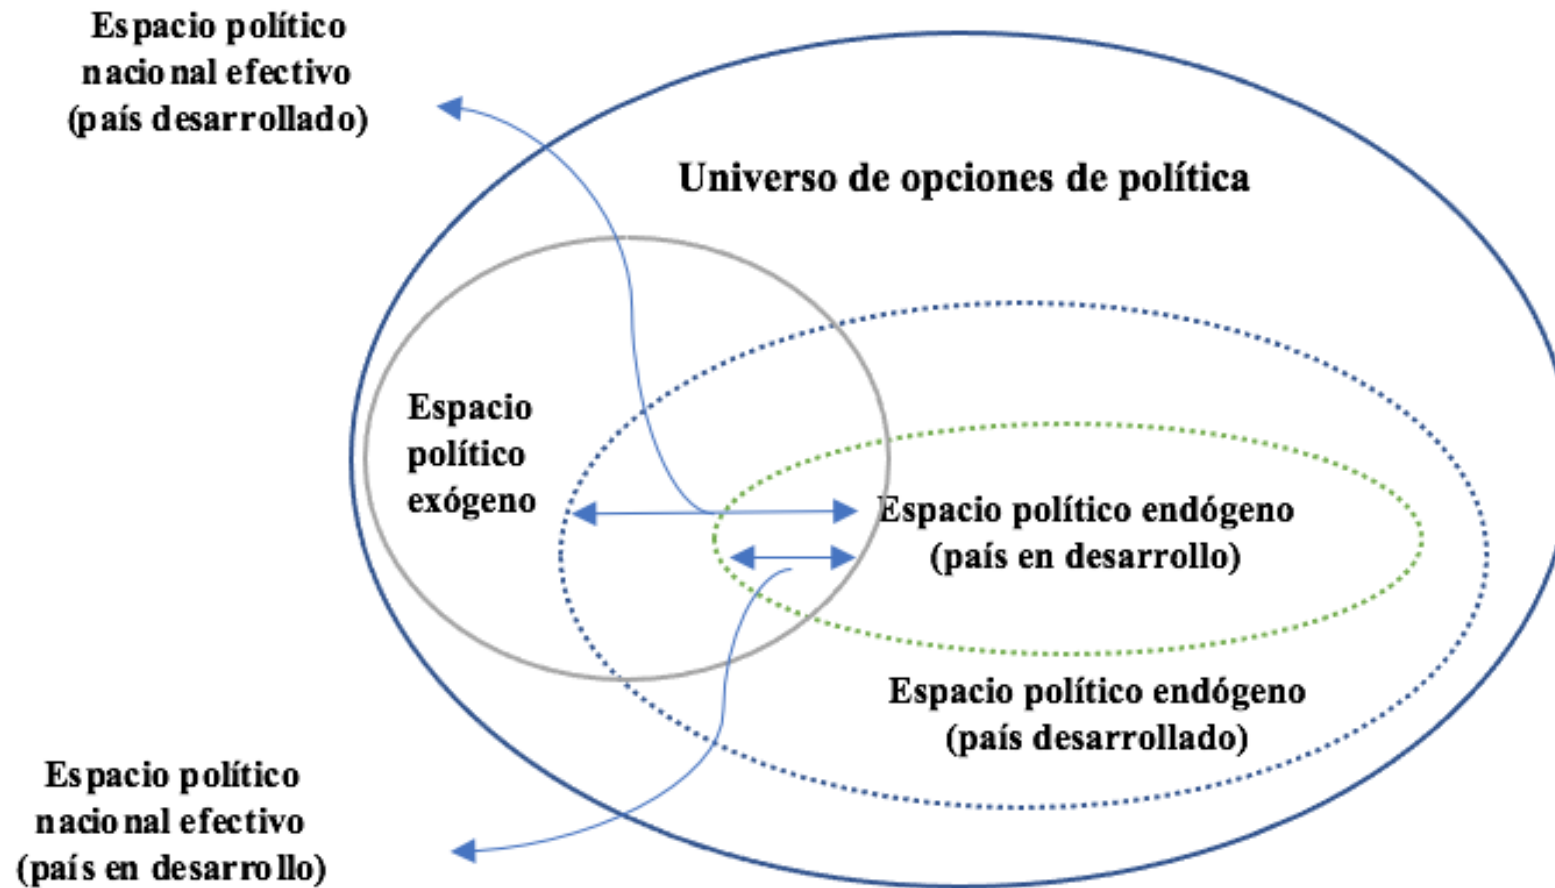 Espacio político
nacional efectivo
(país desarrollado)
Universo de opciones de política
Espacio
político
exógeno
Espacio político endógeno
(país en desarrollo)
Espacio político endógeno
(país desarrollado)
Espacio político
nacional efectivo
(país en desarrollo)